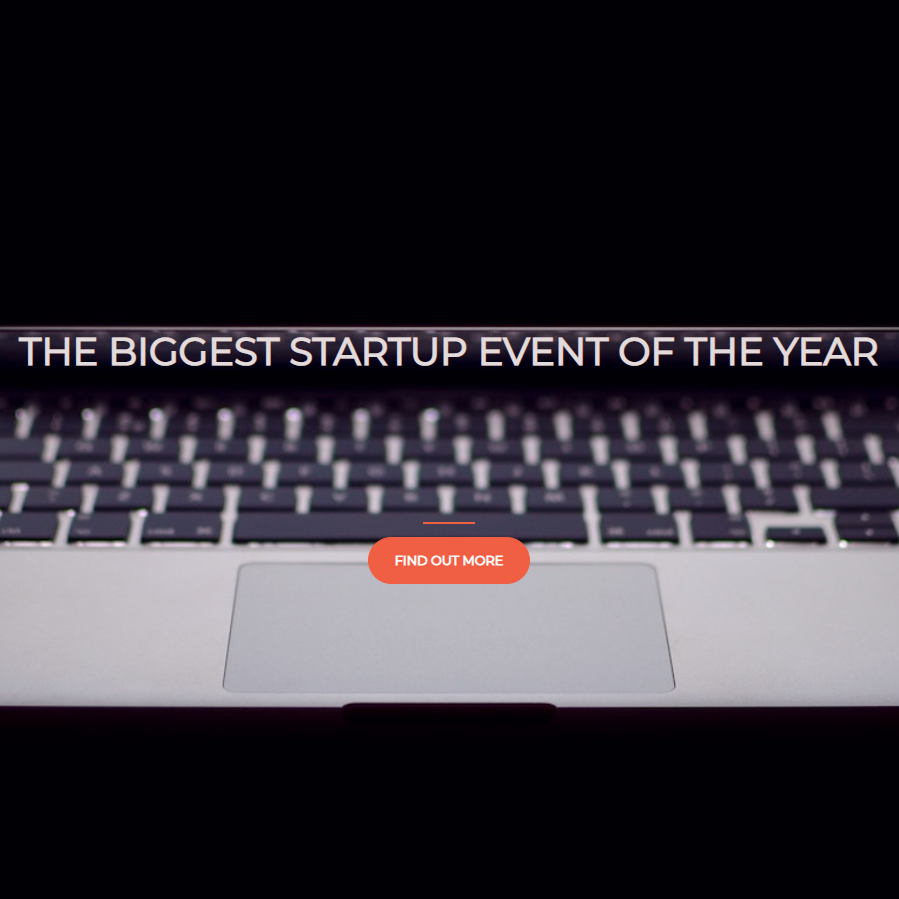 THE BIGGEST STARTUP EVENT OF THE YEAR
FIND OUT MORE